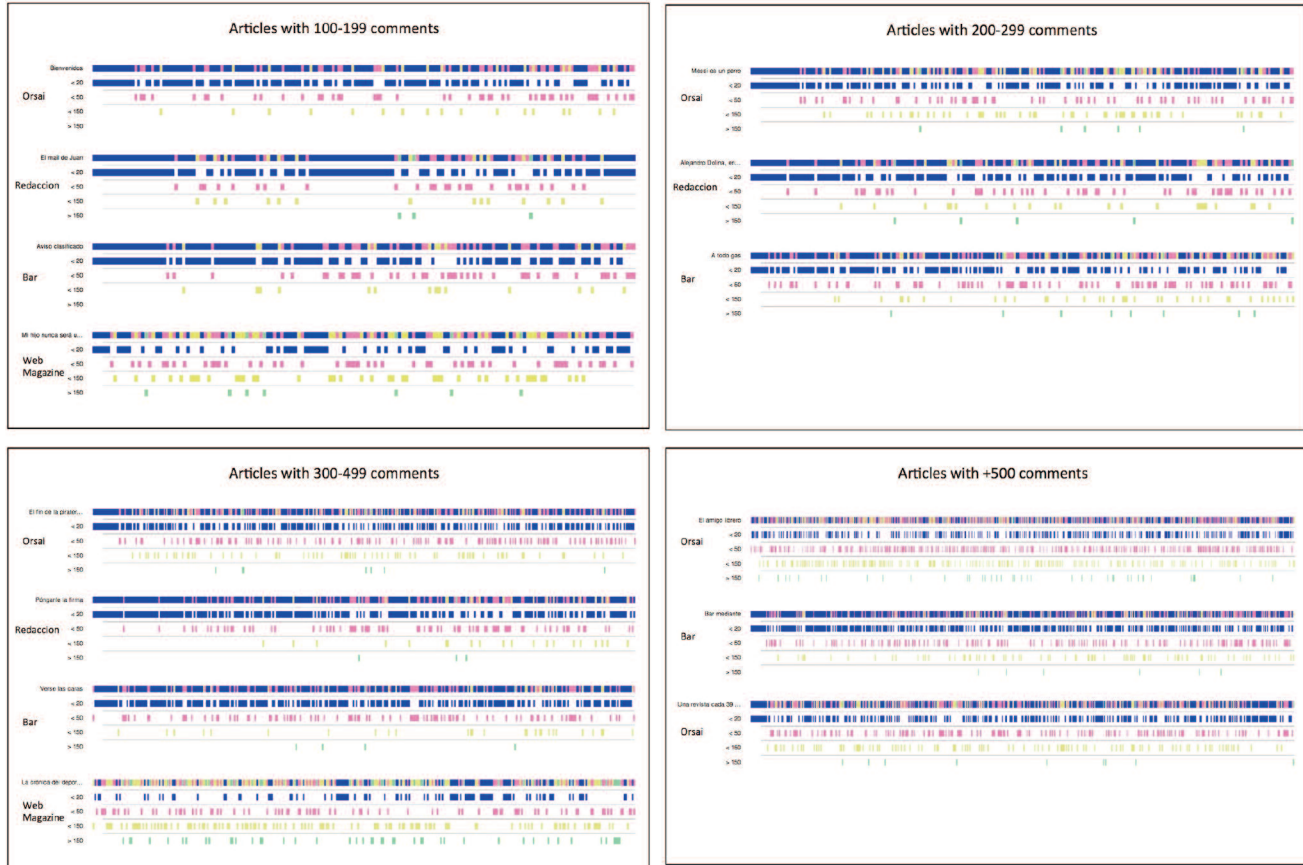 Articles with 100-199 comments
Bienvenidos
< 20
Orsai
< 50
< 150
> 150
El mail de Juan
< 20
Redaccion
< 50
< 150
> 150
Aviso clasificado
< 20
Bar
< 50
< 150
> 150
Mi hijo nunca será u...
< 20
Web
Magazine
< 50
< 150
> 150
Articles with 200-299 comments
Messi es un perro
< 20
Orsai
< 50
< 150
> 150
Alejandro Dolina, en...
< 20
Redaccion
< 50
< 150
> 150
A todo gas
< 20
Bar
< 50
< 150
> 150
Articles with 300-499 comments
El fin de la pirater...
< 20
Orsai
< 50
< 150
> 150
Póngame la firma
< 20
Redaccion
< 50
< 150
> 150
Verse las caras
< 20
Bar
< 50
< 150
> 150
La crónica del depor...
< 20
Web
Magazine
< 50
< 150
> 150
Articles with +500 comments
El amigo librero
< 20
Orsai
< 50
< 150
> 150
Bar mediante
< 20
Bar
< 50
< 150
> 150
Una revista cada 39 ...
< 20
Orsai
< 50
< 150
> 150